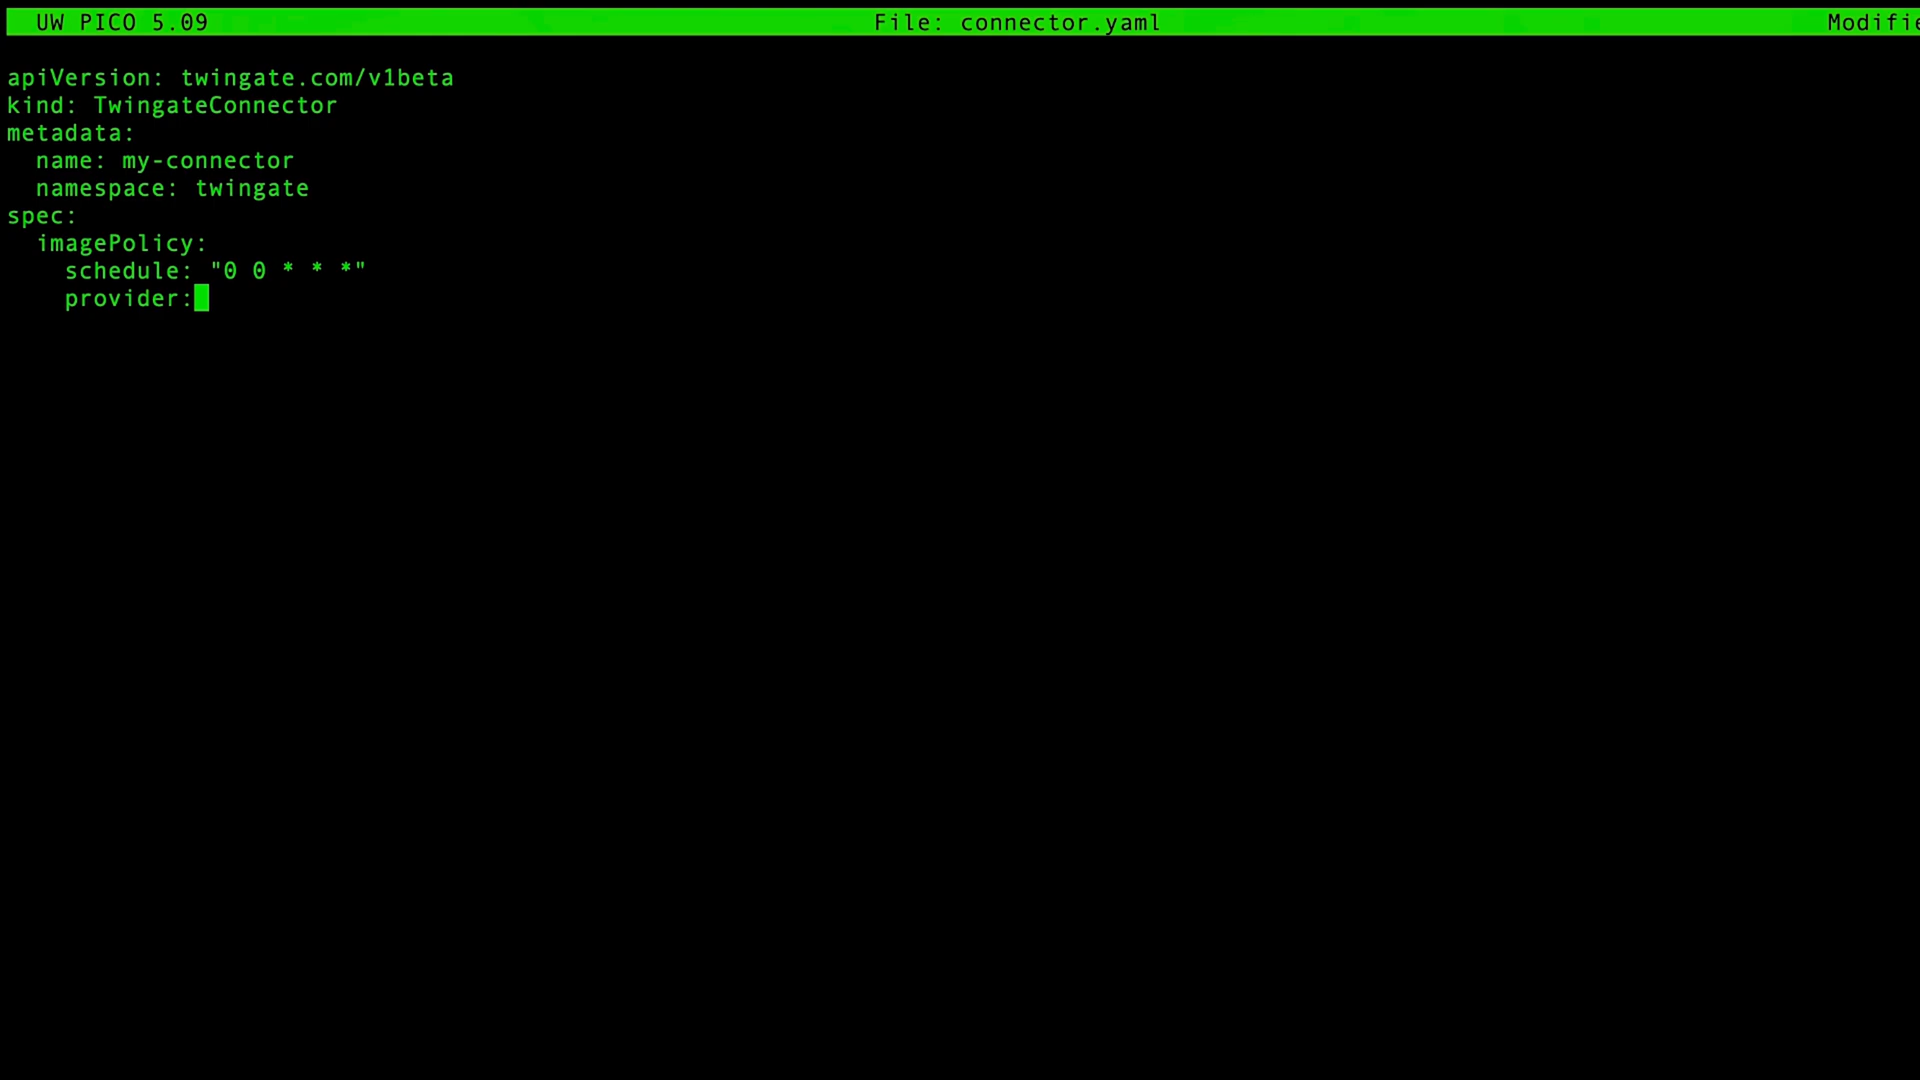 UW PICO 5.09 File: connector.yaml Modifie
apiVersion: twingate.com/v1beta
kind: TwingateConnector
metadata:
  name: my-connector
  namespace: twingate
spec:
  imagePolicy:
    schedule: "0 0 * * *"
    provider: